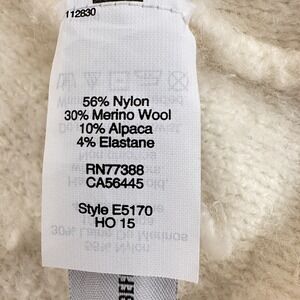 112830
56% Nylon
30% Merino Wool
10% Alpaca
4% Elastane
RN77388
CA56445
Style E5170
HO 15